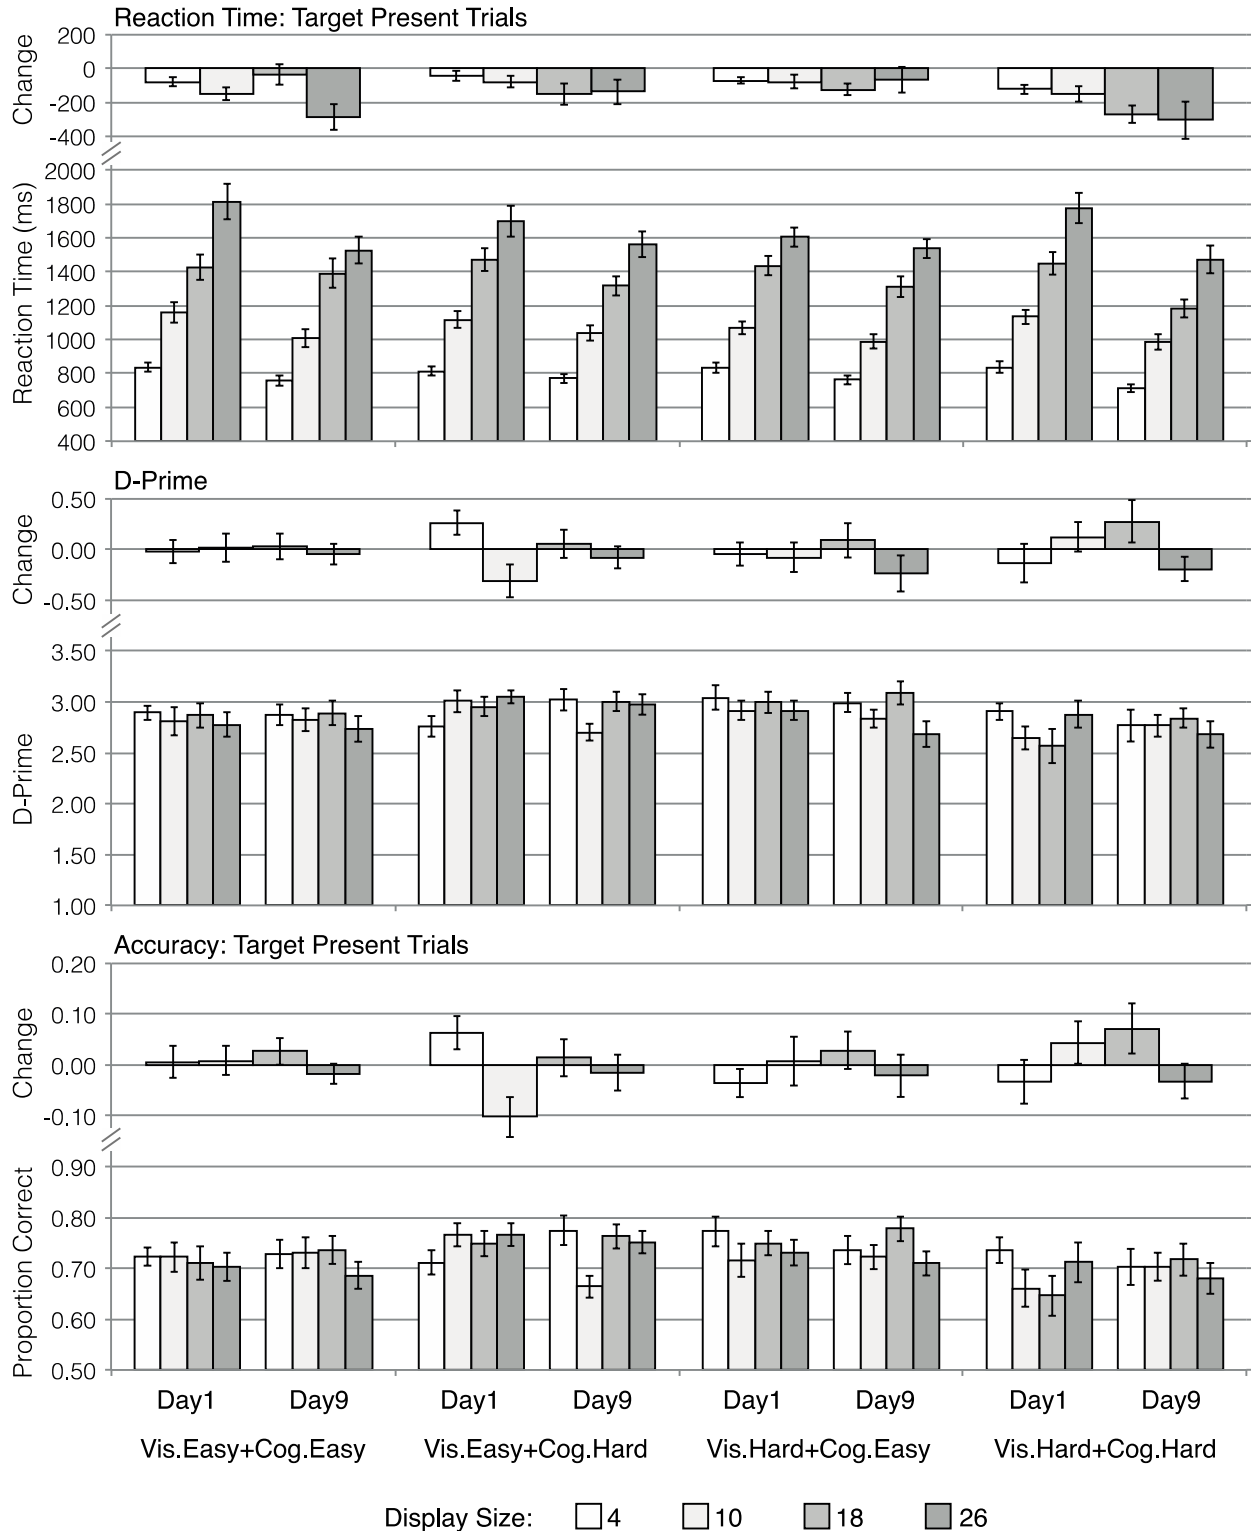 Reaction Time: Target Present Trials
Change
200
0
-200
-400
Reaction Time (ms)
2000
1800
1600
1400
1200
1000
800
600
400
D-Prime
Change
0.50
0.00
-0.50
D-Prime
3.50
3.00
2.50
2.00
1.50
1.00
Accuracy: Target Present Trials
Change
0.20
0.10
0.00
-0.10
Proportion Correct
0.90
0.80
0.70
0.60
0.50
Day1 Day9 Day1 Day9 Day1 Day9 Day1 Day9
Vis.Easy+Cog.Easy Vis.Easy+Cog.Hard Vis.Hard+Cog.Easy Vis.Hard+Cog.Hard
Display Size: 4 10 18 26